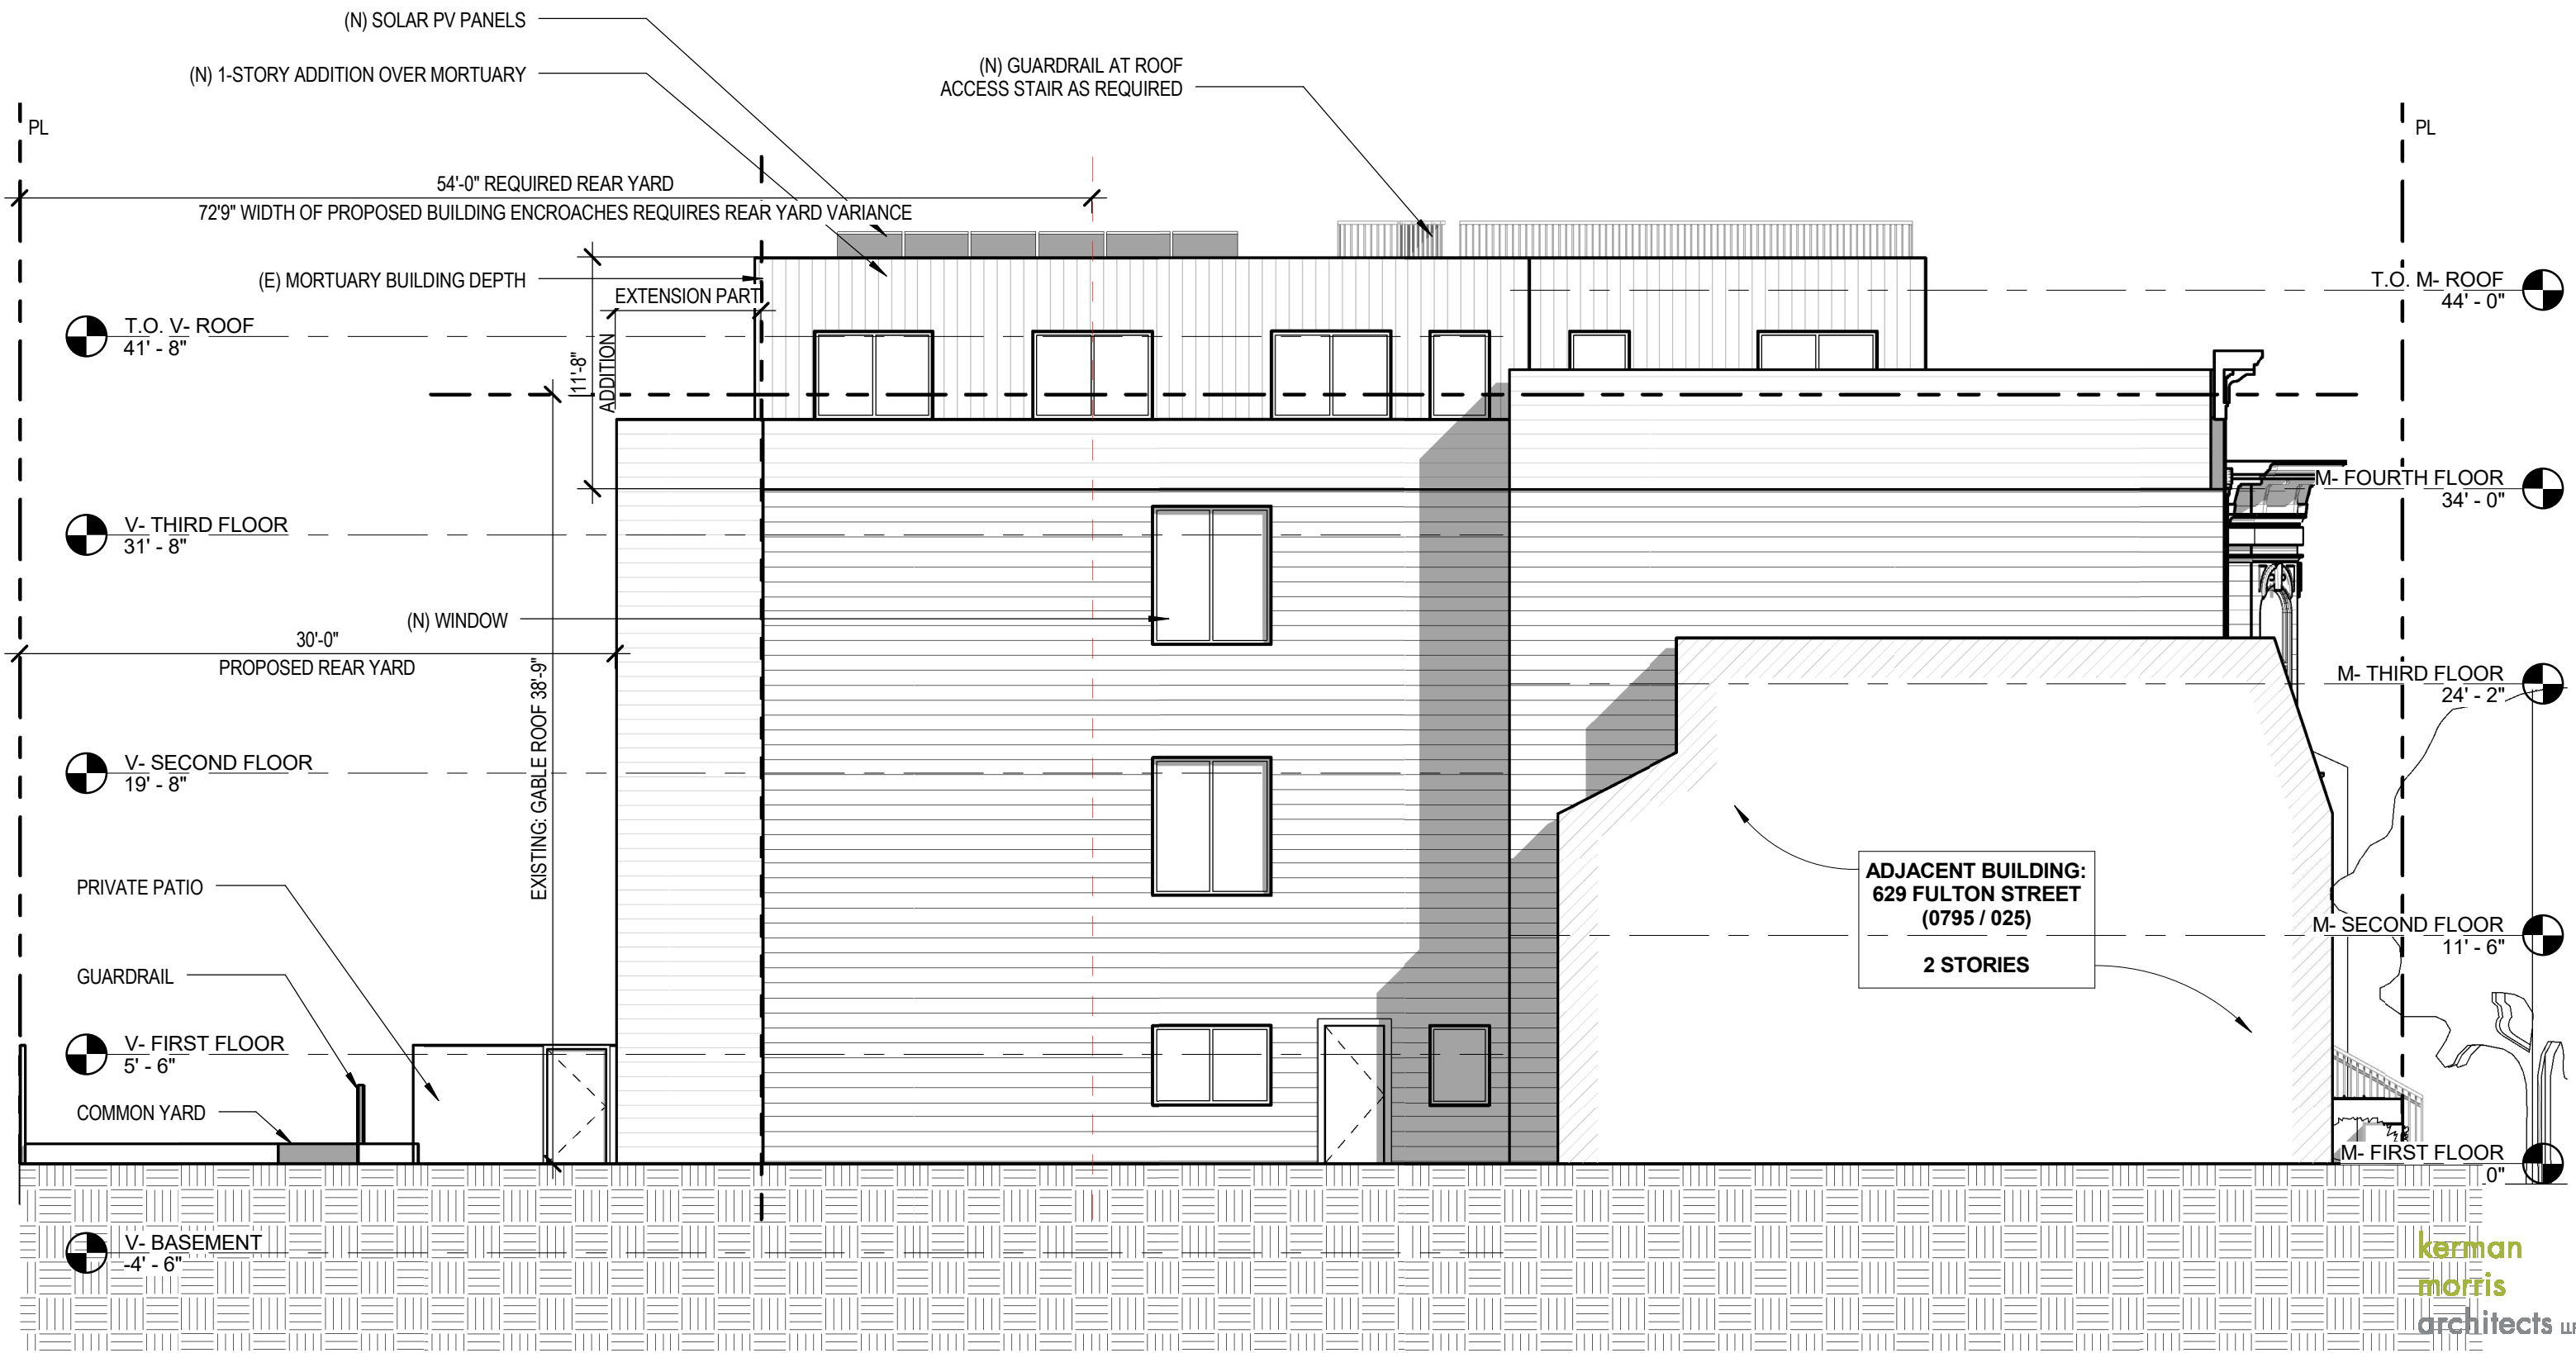 (N) SOLAR PV PANELS
(N) 1-STORY ADDITION OVER MORTUARY
(N) GUARDRAIL AT ROOF
ACCESS STAIR AS REQUIRED
PL
PL
54'-0" REQUIRED REAR YARD
72'9" WIDTH OF PROPOSED BUILDING ENCROACHES REQUIRES REAR YARD VARIANCE
(E) MORTUARY BUILDING DEPTH
EXTENSION PART
T.O. M- ROOF
44' - 0"
T.O. V- ROOF
41' - 8"
11'-8"
ADDITION
M- FOURTH FLOOR
34' - 0"
V- THIRD FLOOR
31' - 8"
(N) WINDOW
30'-0"
PROPOSED REAR YARD
EXISTING: GABLE ROOF 38'-9"
M- THIRD FLOOR
24' - 2"
V- SECOND FLOOR
19' - 8"
PRIVATE PATIO
ADJACENT BUILDING:
629 FULTON STREET
(0795 / 025)
2 STORIES
M- SECOND FLOOR
11' - 6"
GUARDRAIL
V- FIRST FLOOR
5' - 6"
COMMON YARD
M- FIRST FLOOR
0"
V- BASEMENT
-4' - 6"
kerman
morris
architects